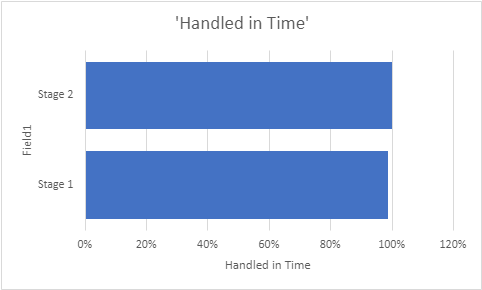 'Handled in Time'
Stage 2
Field1
Stage 1
0% 20% 40% 60% 80% 100% 120%
Handled in Time